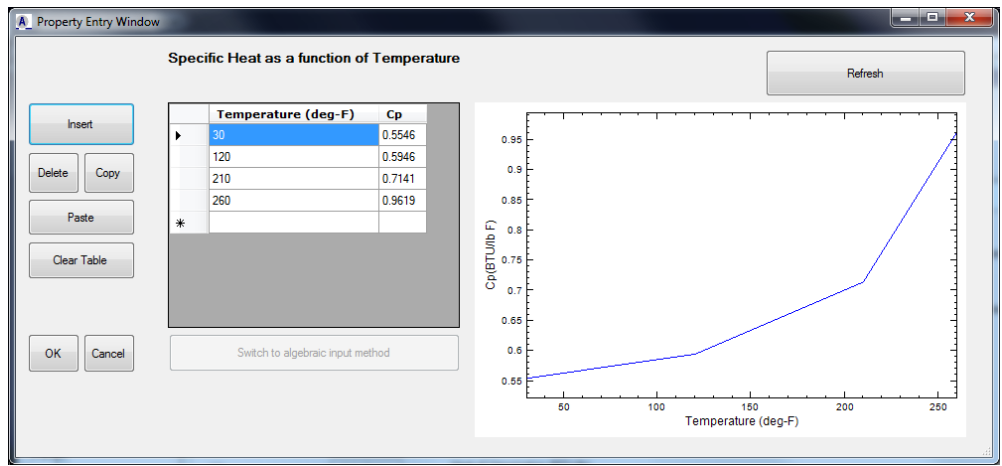 Property Entry Window
Specific Heat as a function of Temperature
Refresh
Insert
Delete
Copy
Paste
Clear Table
OK
Cancel
Temperature (deg-F) Cp
30 0.5546
120 0.5946
210 0.7141
260 0.9619
Switch to algebraic input method
Cp(BTU/lb F)
0.95
0.9
0.85
0.8
0.75
0.7
0.65
0.6
0.55
50 100 150 200 250
Temperature (deg-F)